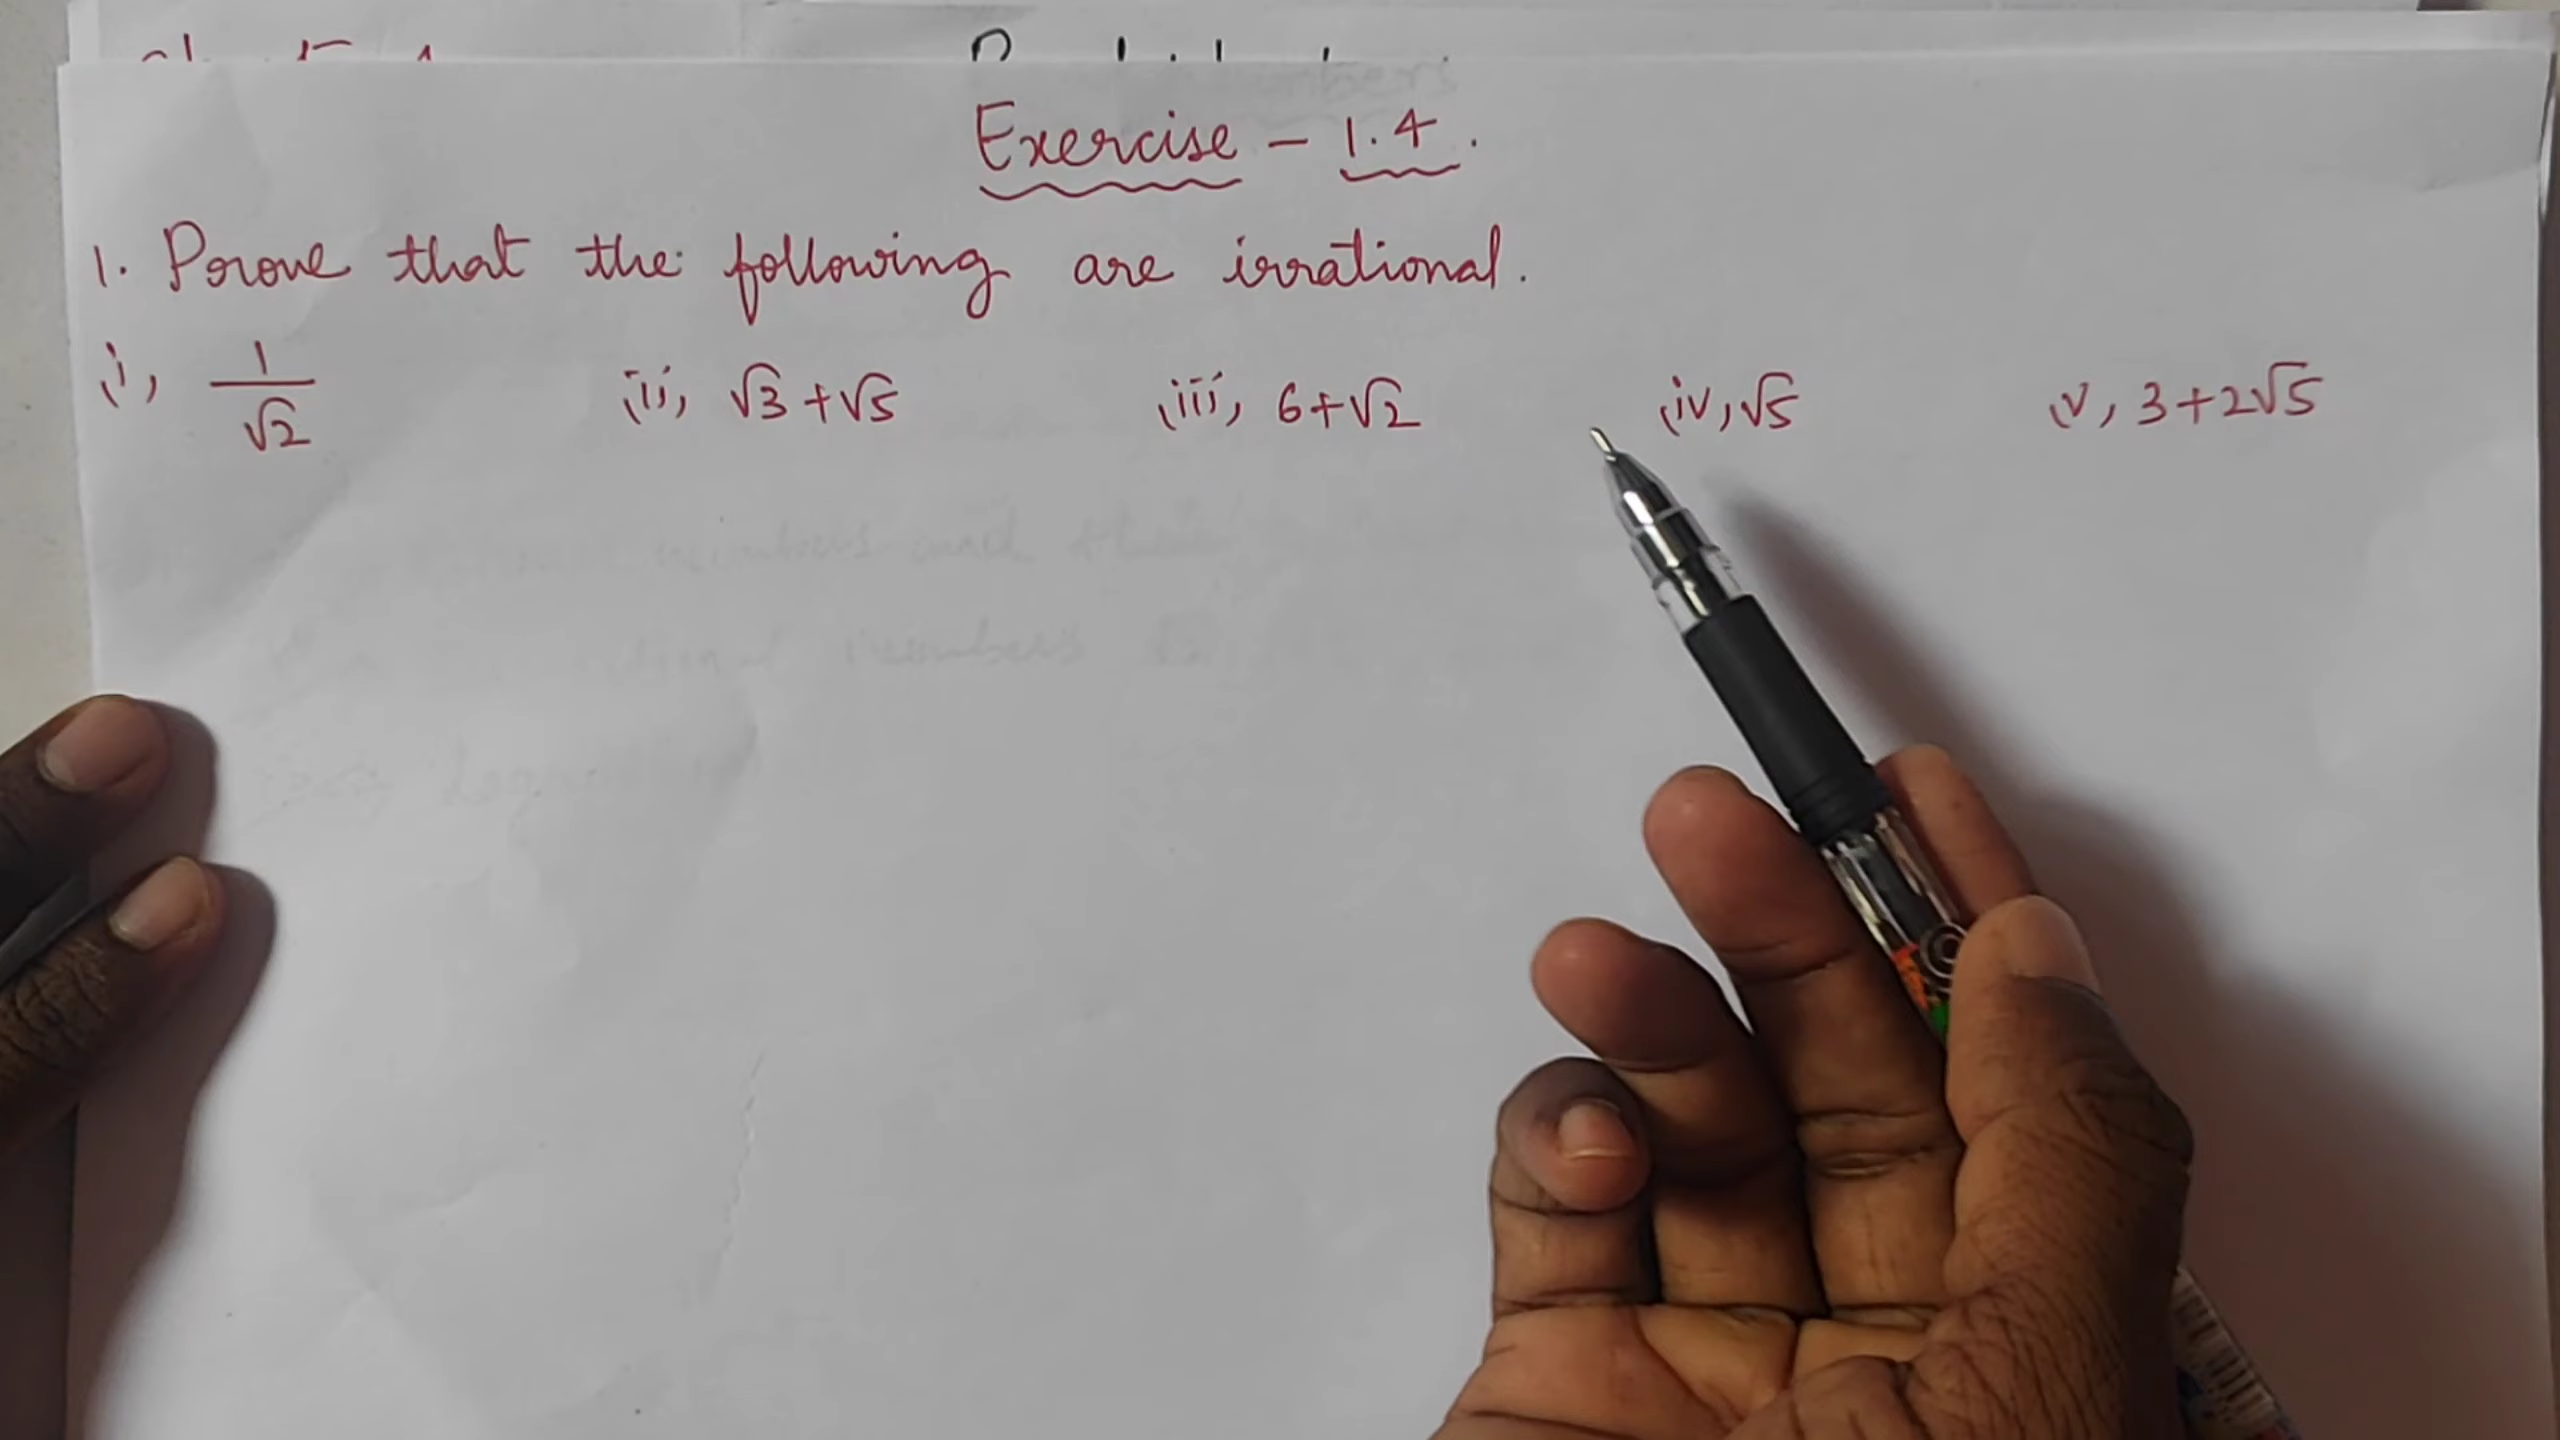 Exercise - 1.4.
1. Prove that the following are irrational.
(i) 1/√2 (ii) √3+√5 (iii) 6+√2 (iv) √5 (v) 3+2√5